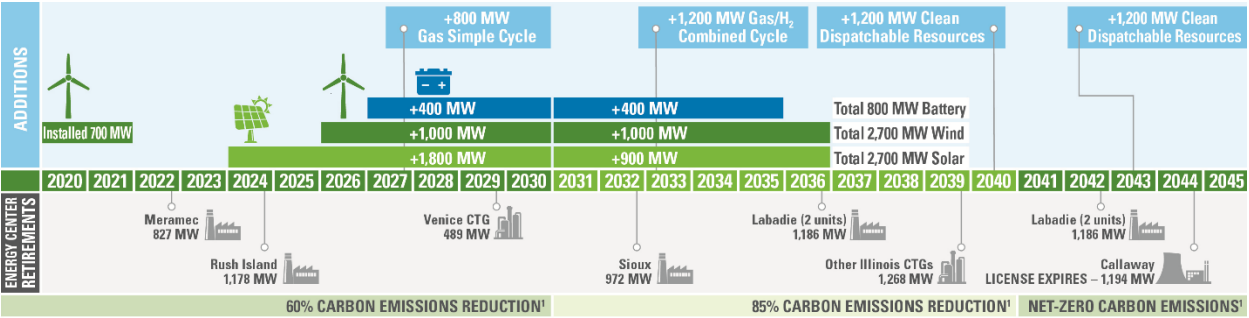 ADDITIONS
+800 MW
Gas Simple Cycle
+1,200 MW Gas/H2
Combined Cycle
+1,200 MW Clean
Dispatchable Resources
+1,200 MW Clean
Dispatchable Resources
+400 MW
+400 MW
Total 800 MW Battery
Installed 700 MW
+1,000 MW
+1,000 MW
Total 2,700 MW Wind
+1,800 MW
+900 MW
Total 2,700 MW Solar
2020 2021 2022 2023 2024 2025 2026 2027 2028 2029 2030 2031 2032 2033 2034 2035 2036 2037 2038 2039 2040 2041 2042 2043 2044 2045
ENERGY CENTER
RETIREMENTS
Meramec
827 MW
Venice CTG
489 MW
Labadie (2 units)
1,186 MW
Labadie (2 units)
1,186 MW
Rush Island
1,178 MW
Sioux
972 MW
Other Illinois CTGs
1,268 MW
Callaway
LICENSE EXPIRES – 1,194 MW
60% CARBON EMISSIONS REDUCTION¹
85% CARBON EMISSIONS REDUCTION¹
NET-ZERO CARBON EMISSIONS¹